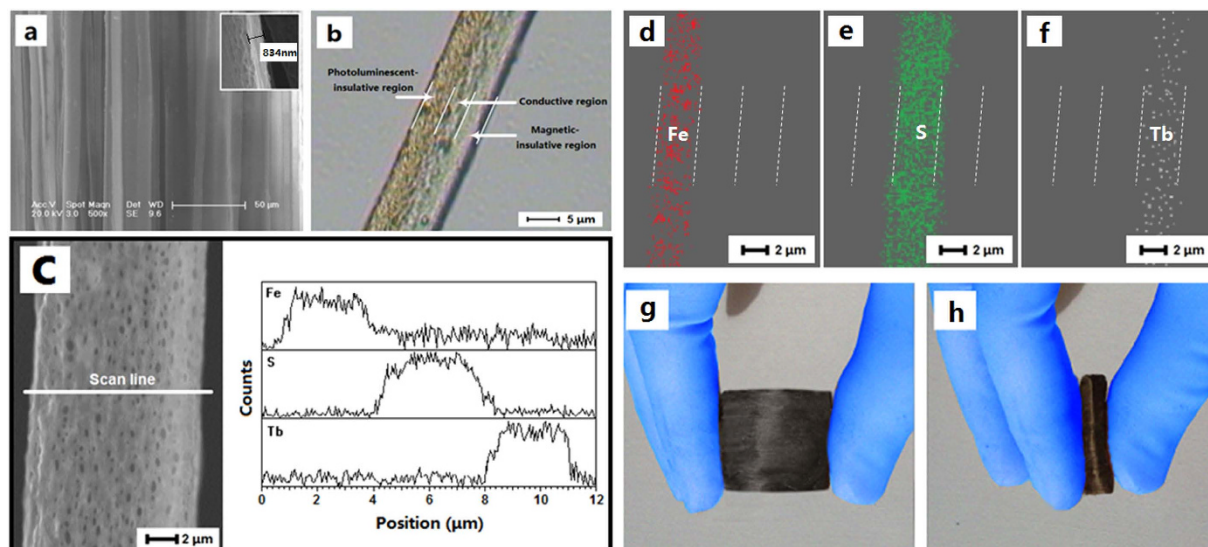 a
834nm
Acc.V Spot Magn Det WD
20.0 kV 3.0 500x SE 9.6
50 μm
b
Photoluminescent-
insulative region
Conductive region
Magnetic-
insulative region
5 μm
C
Scan line
2 μm
Counts
Fe
S
Tb
0 2 4 6 8 10 12
Position (μm)
d
Fe
2 μm
e
S
2 μm
f
Tb
2 μm
g
h